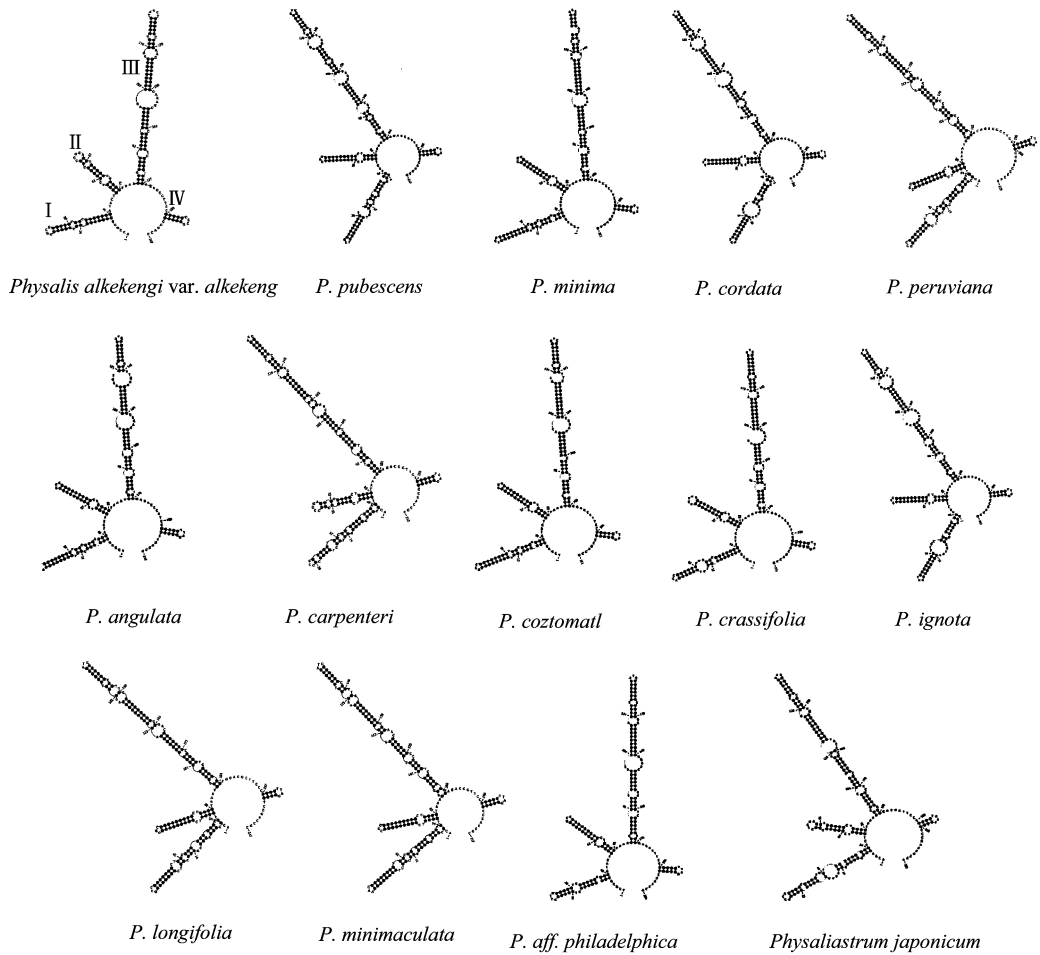 III
II
I
IV
Physalis alkekengi var. alkekeng
P. pubescens
P. minima
P. cordata
P. peruviana
P. angulata
P. carpenteri
P. coztomatl
P. crassifolia
P. ignota
P. longifolia
P. minimaculata
P. aff. philadelphica
Physaliastrum japonicum